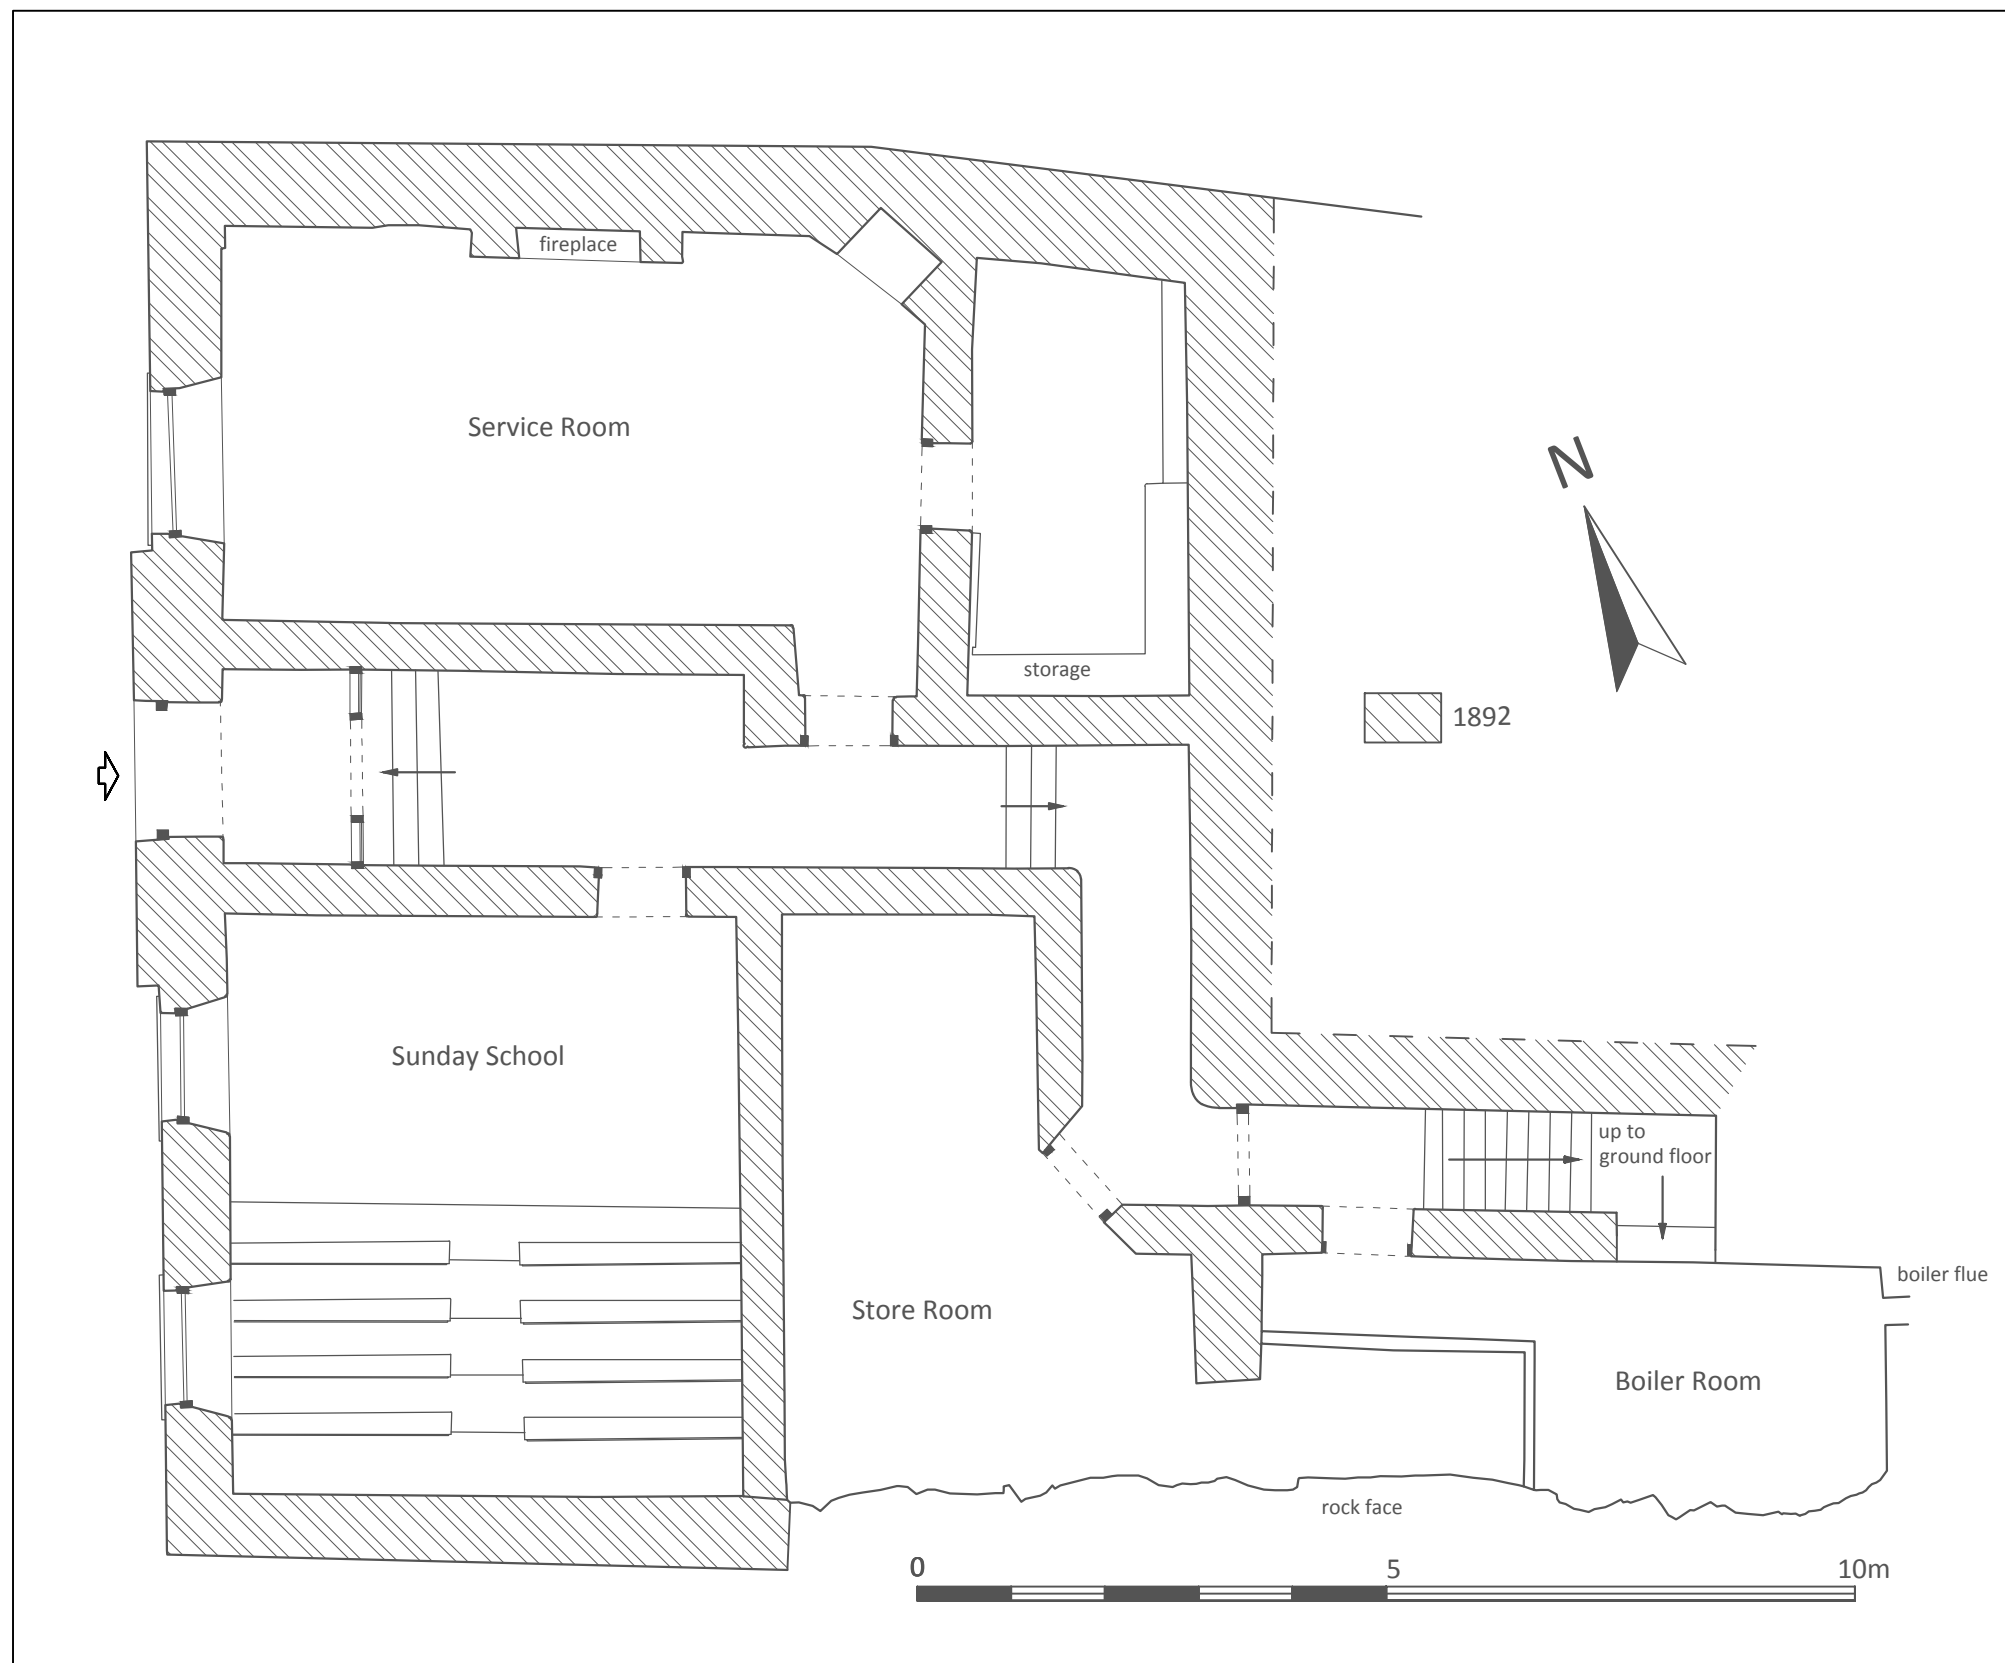 fireplace
Service Room
N
storage
1892
Sunday School
up to
ground floor
boiler flue
Store Room
Boiler Room
rock face
0 5 10m